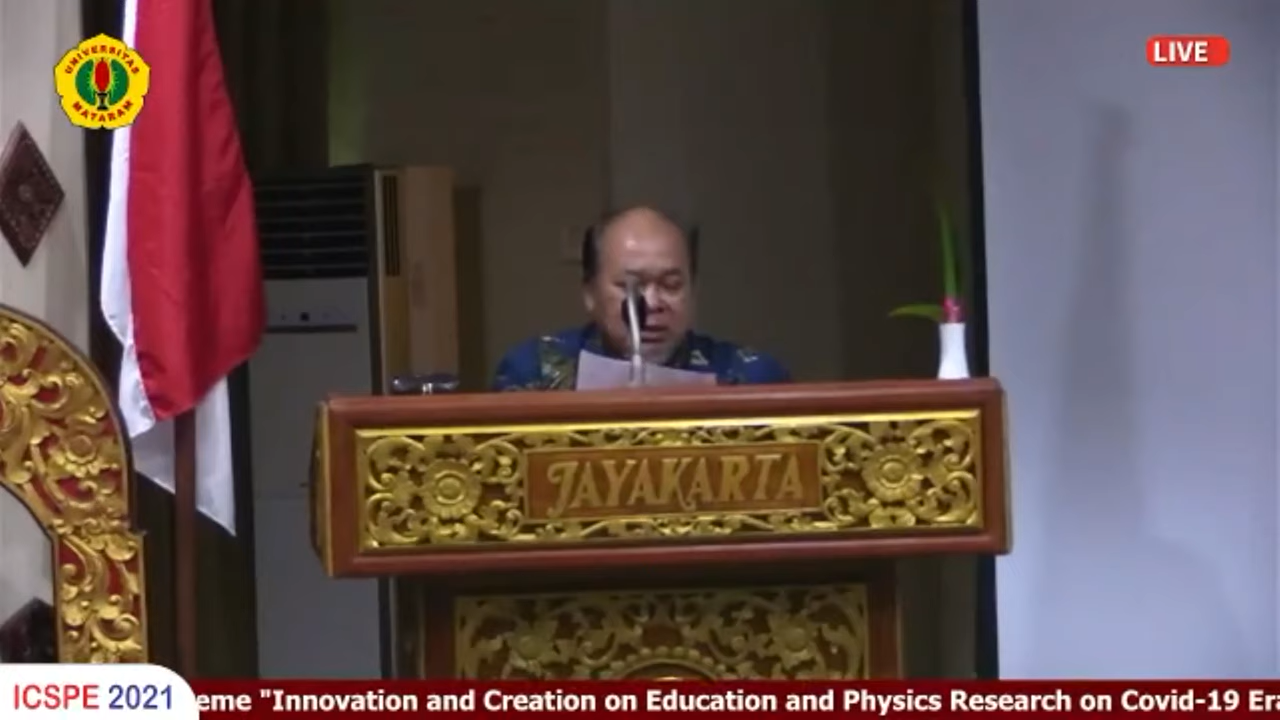 UNIVERSITAS
MATARAM
LIVE
JAYAKARTA
ICSPE 2021
eme "Innovation and Creation on Education and Physics Research on Covid-19 Era